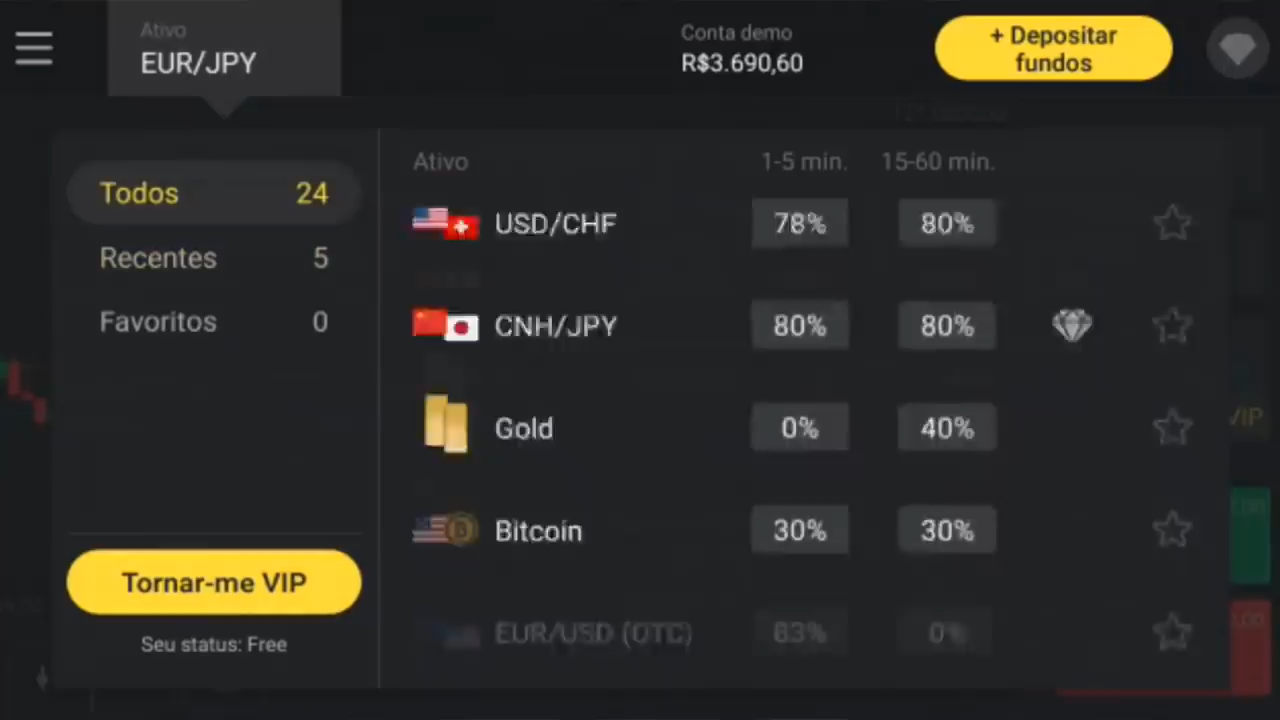 Ativo
EUR/JPY
Conta demo
R$3.690,60
+ Depositar
fundos
Todos 24
Recentes 5
Favoritos 0
Tornar-me VIP
Seu status: Free
Ativo 1-5 min. 15-60 min.
USD/CHF 78% 80%
CNH/JPY 80% 80%
Gold 0% 40%
Bitcoin 30% 30%
EUR/USD (OTC) 83% 0%
VIP